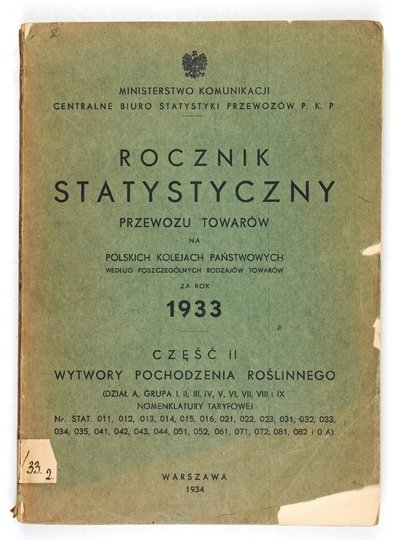 MINISTERSTWO KOMUNIKACJI
CENTRALNE BIURO STATYSTYKI PRZEWOZÓW P. K. P.
ROCZNIK
STATYSTYCZNY
PRZEWOZU TOWARÓW
NA
POLSKICH KOLEJACH PAŃSTWOWYCH
WEDŁUG POSZCZEGÓLNYCH RODZAJÓW TOWARÓW
ZA ROK
1933
CZĘŚĆ II
WYTWORY POCHODZENIA ROŚLINNEGO
(DZIAŁ A, GRUPA I, II, III, IV, V, VI, VII, VIII i IX
NOMENKLATURY TARYFOWEJ
Nr. STAT. 011, 012, 013, 014, 015, 016, 021, 022, 023, 031, 032, 033,
034, 035, 041, 042, 043, 044, 051, 052, 061, 071, 072, 081, 082 i 0 A).
/33.
2.
WARSZAWA
1934